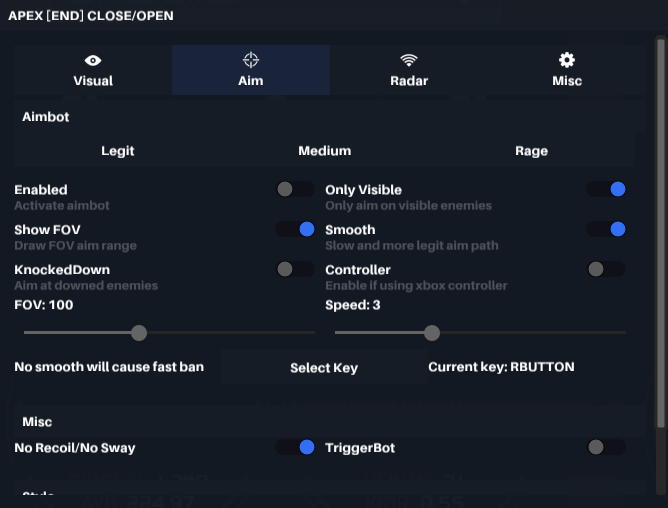 APEX [END] CLOSE/OPEN
Visual Aim Radar Misc
Aimbot
Legit Medium Rage
Enabled Only Visible
Activate aimbot Only aim on visible enemies
Show FOV Smooth
Draw FOV aim range Slow and more legit aim path
KnockedDown Controller
Aim at downed enemies Enable if using xbox controller
FOV: 100 Speed: 3
No smooth will cause fast ban Select Key Current key: RBUTTON
Misc
No Recoil/No Sway TriggerBot
Style